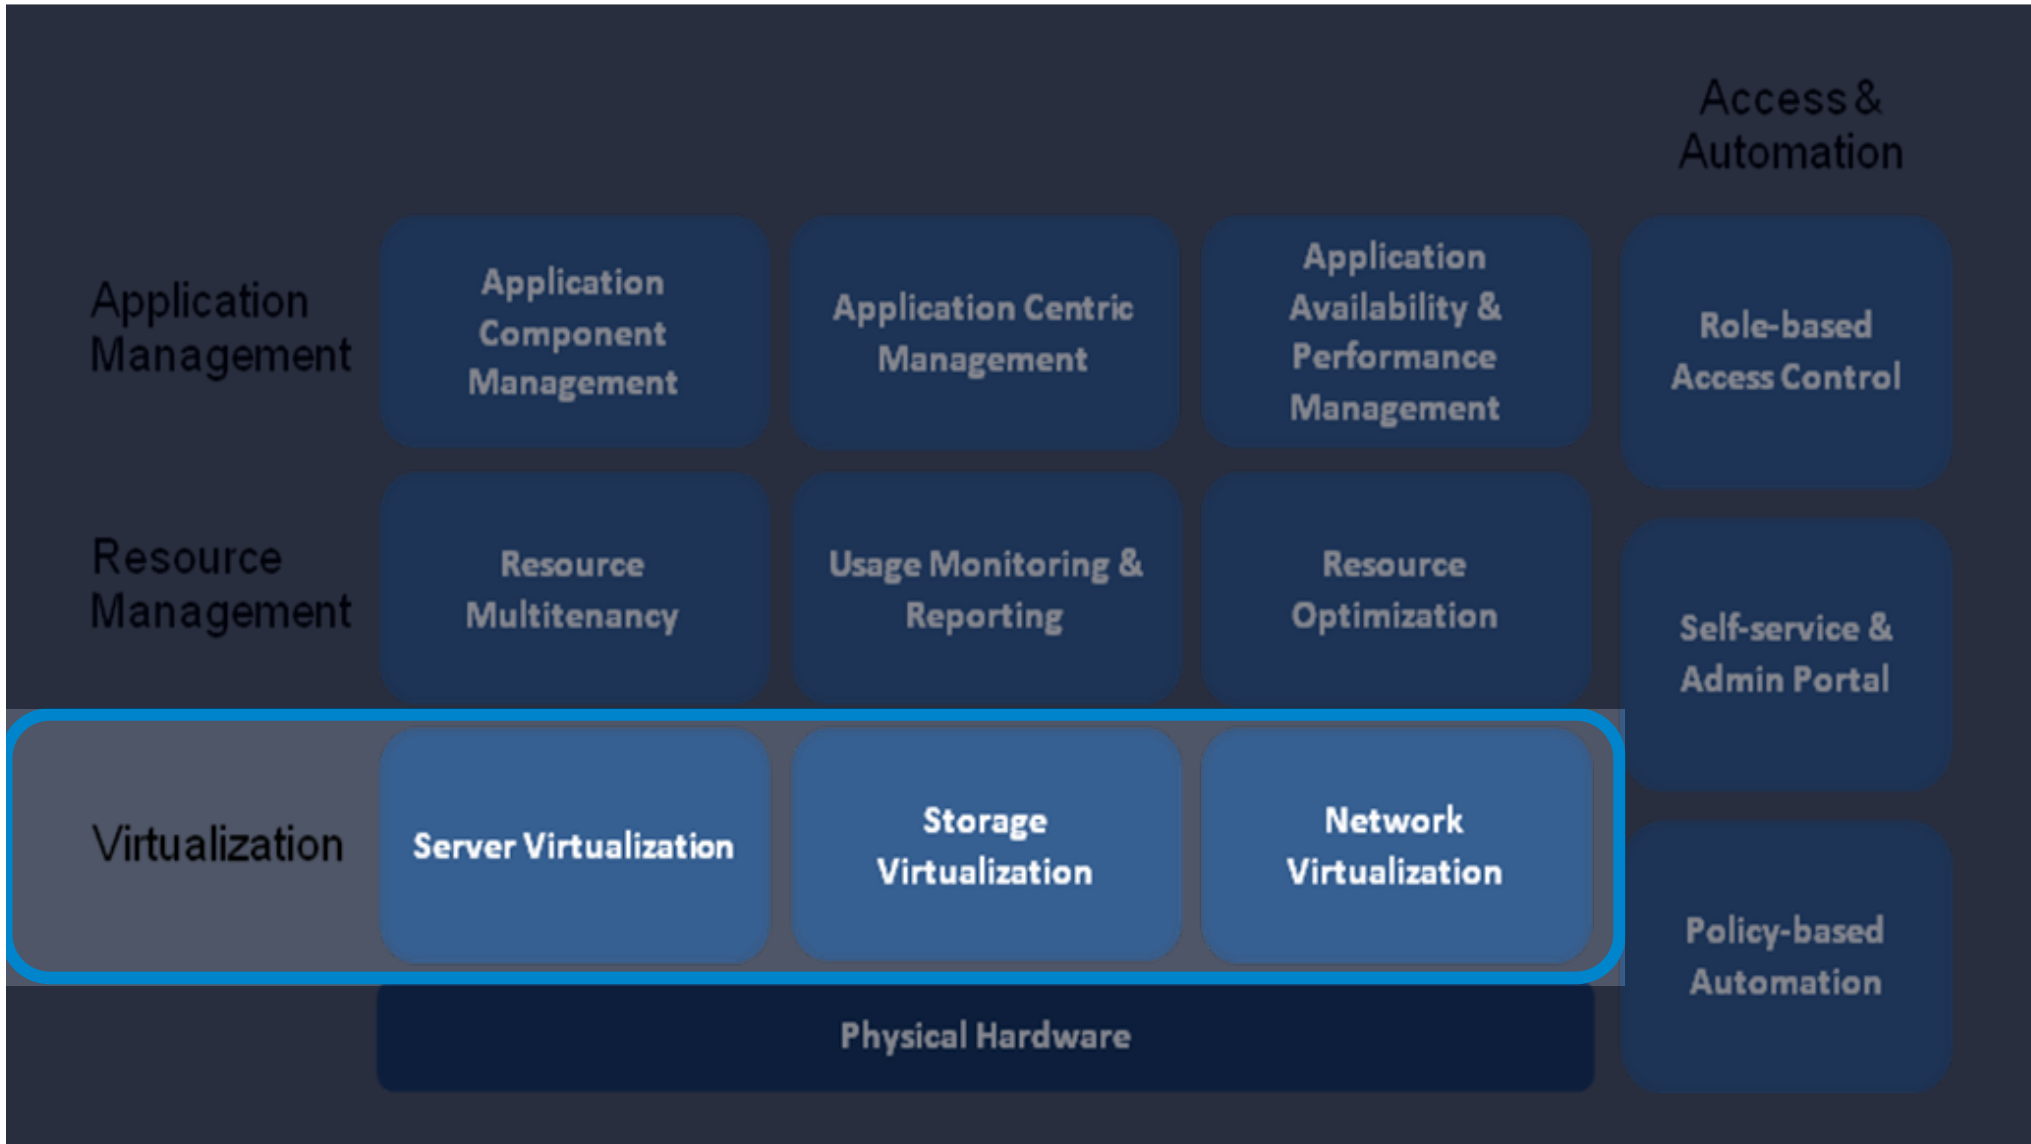 Access &
Automation
Application
Management
Application
Component
Management
Application Centric
Management
Application
Availability &
Performance
Management
Role-based
Access Control
Resource
Management
Resource
Multitenancy
Usage Monitoring &
Reporting
Resource
Optimization
Self-service &
Admin Portal
Virtualization
Server Virtualization
Storage
Virtualization
Network
Virtualization
Policy-based
Automation
Physical Hardware